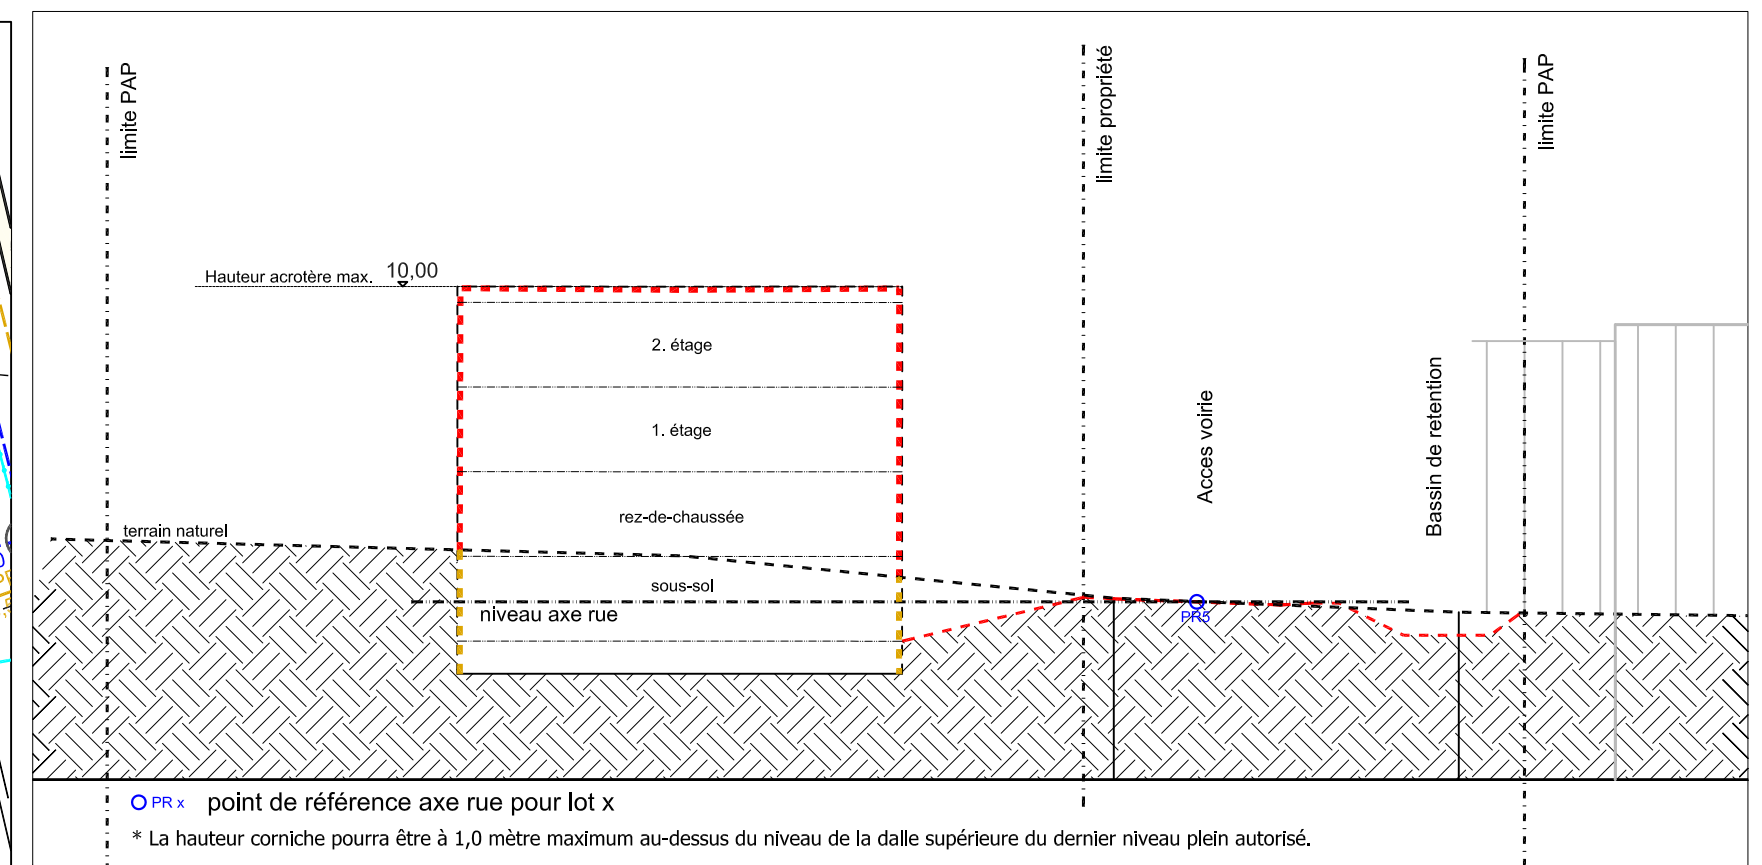 limite PAP
limite propriété
limite PAP
Hauteur acrotère max. 10,00
2. étage
1. étage
rez-de-chaussée
sous-sol
niveau axe rue
terrain naturel
Acces voirie
Bassin de retention
PR5
PR x point de référence axe rue pour lot x
* La hauteur corniche pourra être à 1,0 mètre maximum au-dessus du niveau de la dalle supérieure du dernier niveau plein autorisé.